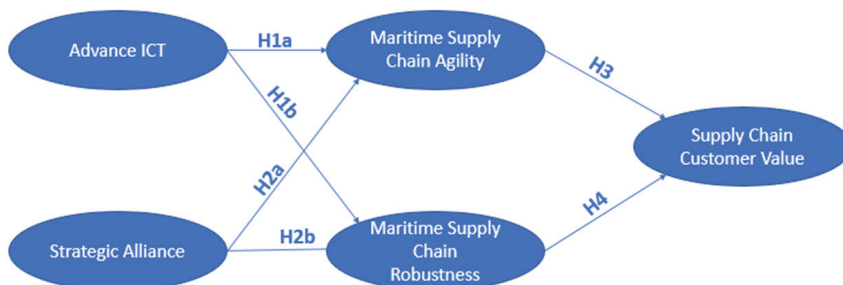 Advance ICT
H1a
Maritime Supply
Chain Agility
H3
H1b
Supply Chain
Customer Value
H2a
H4
Strategic Alliance
H2b
Maritime Supply
Chain
Robustness